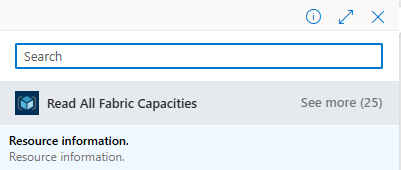 Search
Read All Fabric Capacities See more (25)
Resource information.
Resource information.